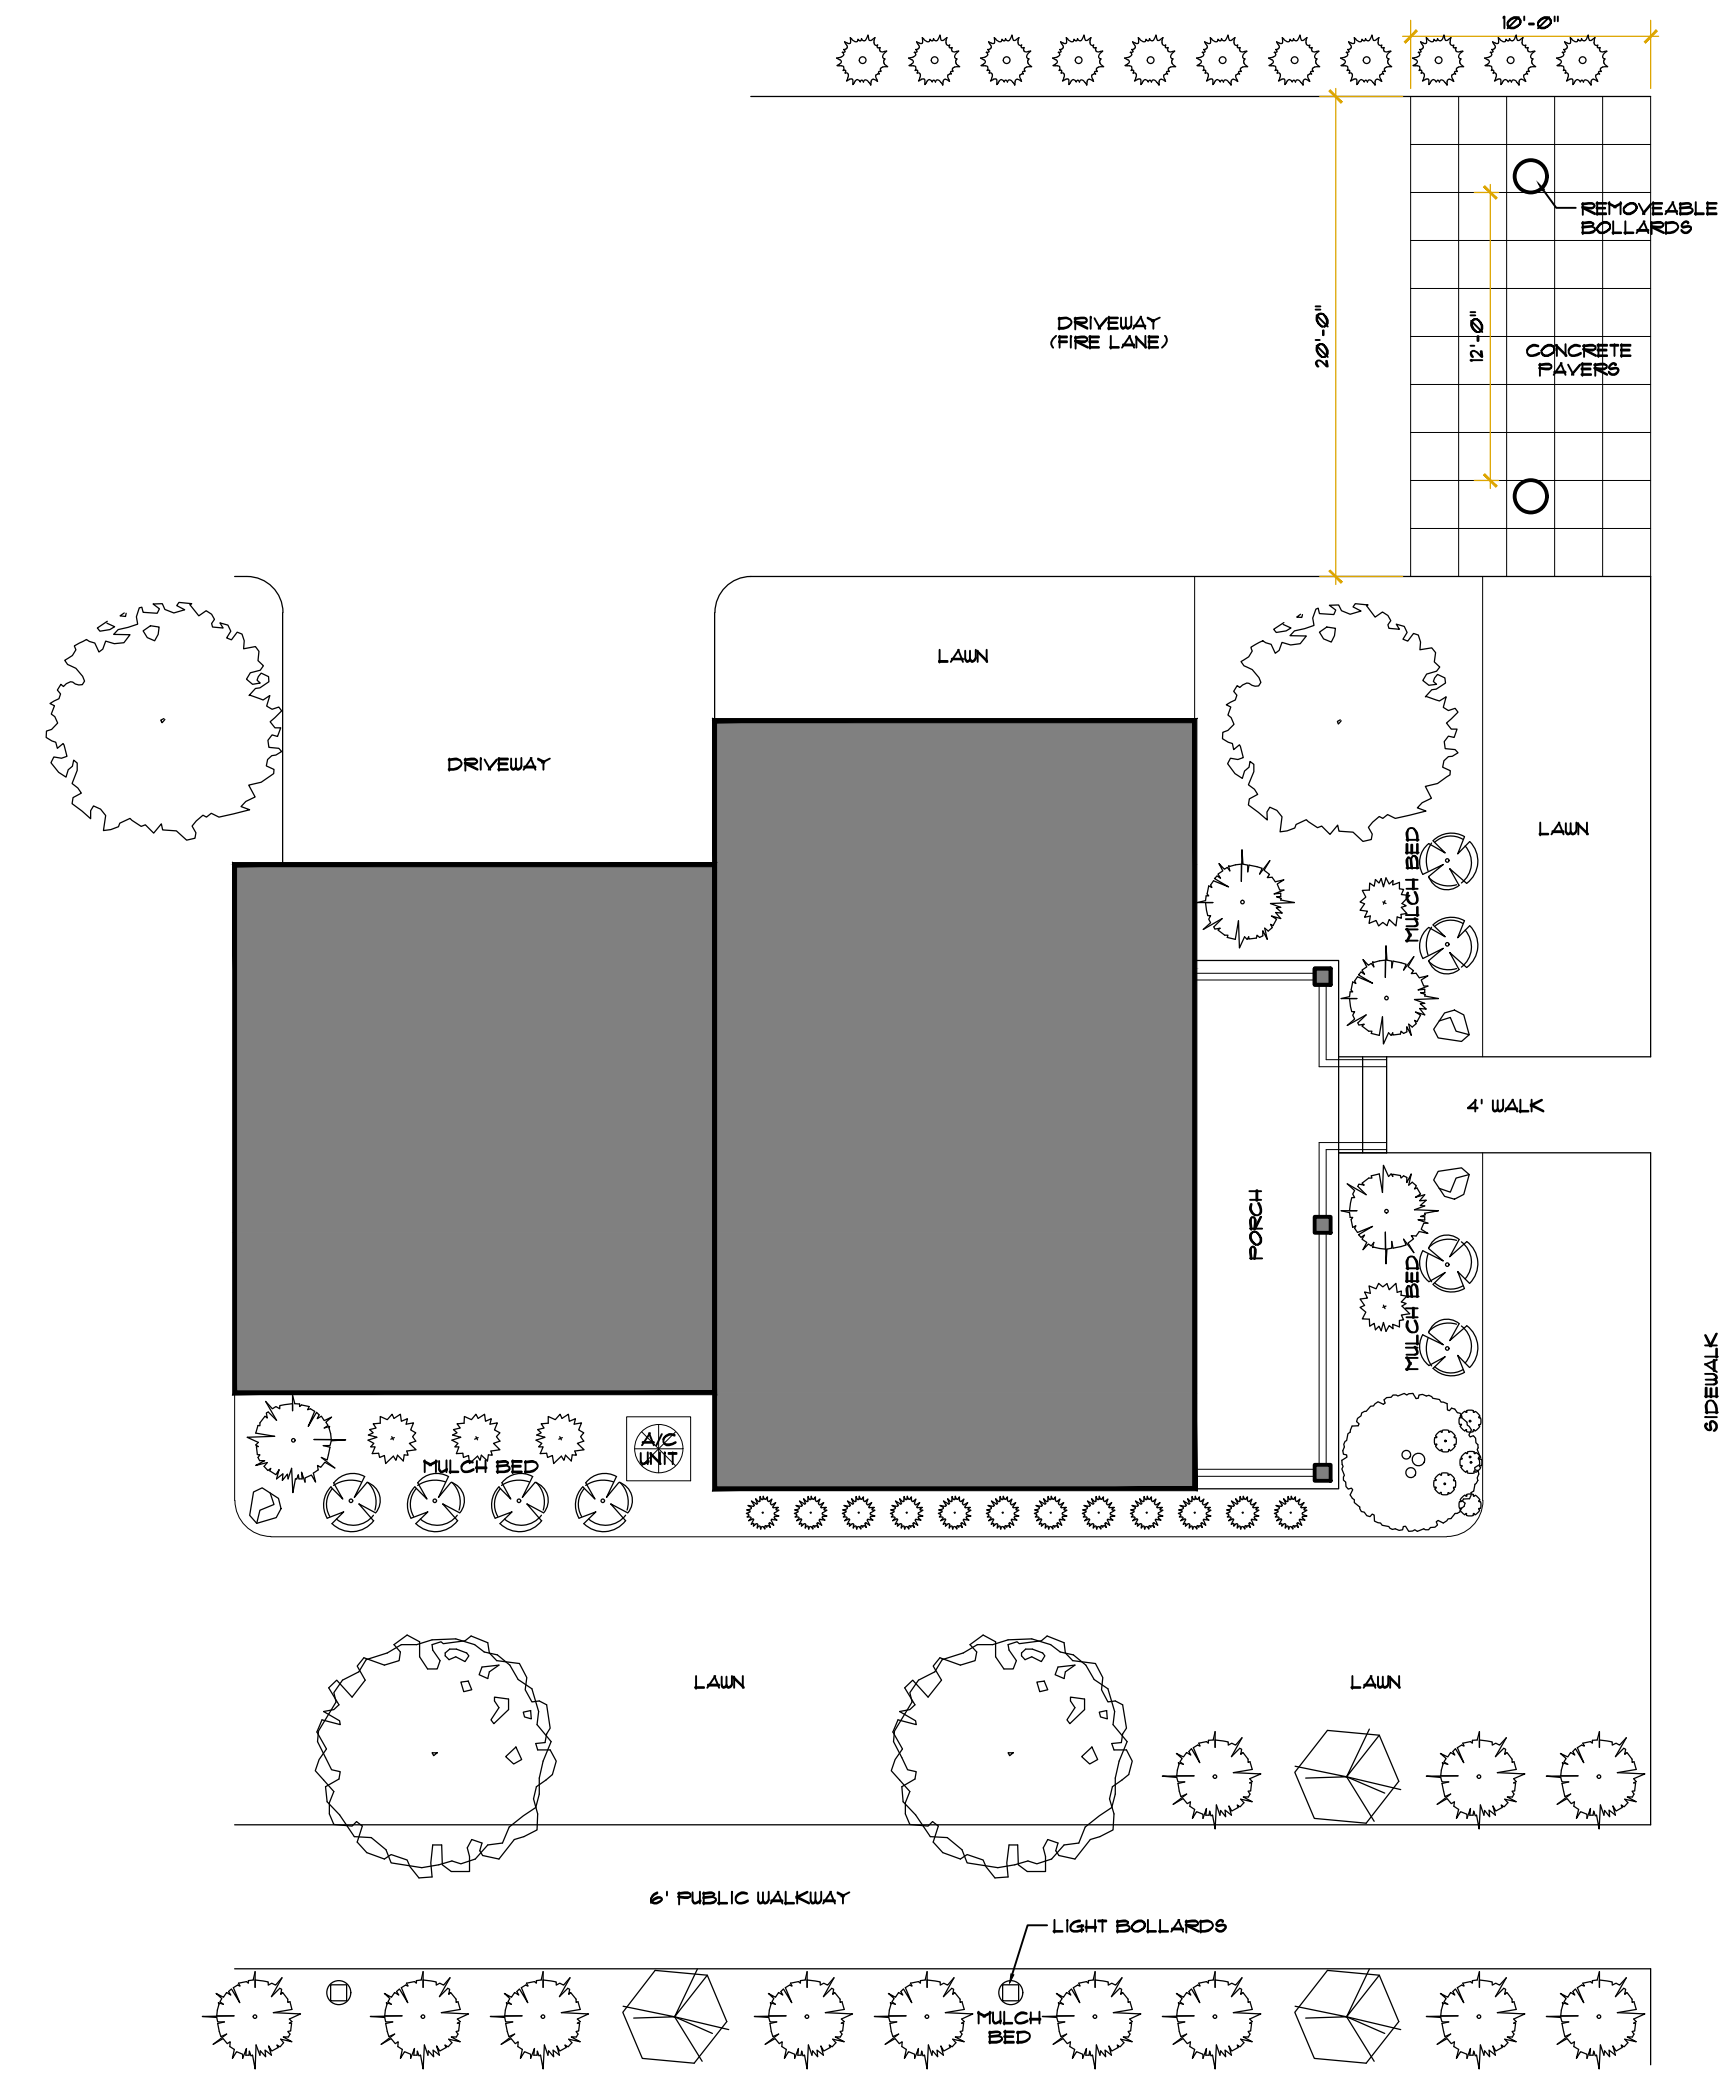 10'-0"
REMOVEABLE
BOLLARDS
DRIVEWAY
(FIRE LANE)
20'-0"
12'-0"
CONCRETE
PAVERS
LAWN
DRIVEWAY
LAWN
MULCH BED
4' WALK
PORCH
MULCH BED
SIDEWALK
A/C
UNIT
MULCH BED
LAWN
LAWN
6' PUBLIC WALKWAY
LIGHT BOLLARDS
MULCH
BED